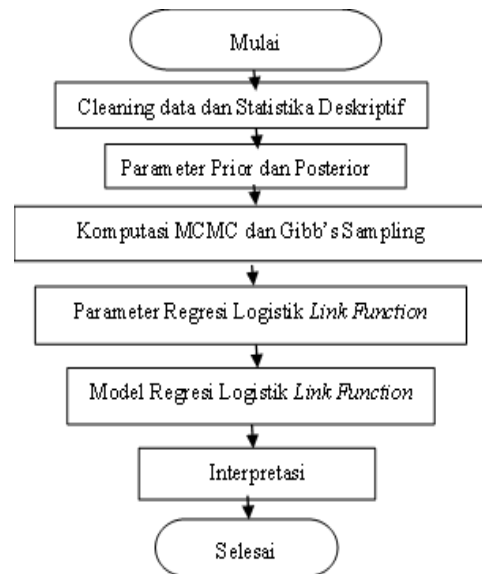 Mulai
Cleaning data dan Statistika Deskriptif
Parameter Prior dan Posterior
Komputasi MCMC dan Gibb's Sampling
Parameter Regresi Logistik Link Function
Model Regresi Logistik Link Function
Interpretasi
Selesai